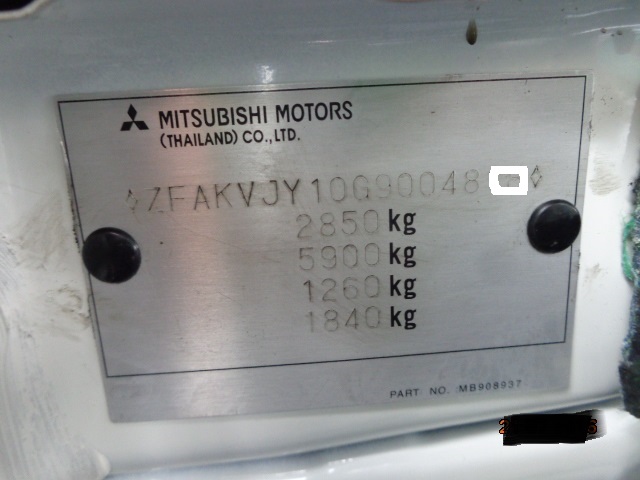 MITSUBISHI MOTORS
(THAILAND) CO.,LTD.
◊ZFAKVJY10G90048 ◊
2850 kg
5900 kg
1260 kg
1840 kg
PART NO. MB908937